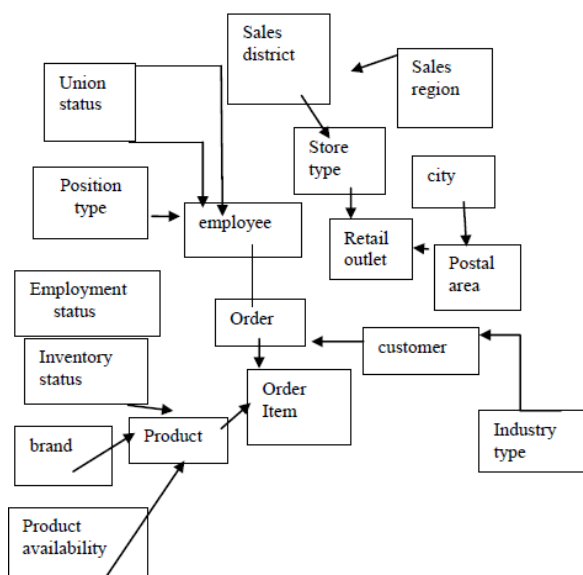 Sales
district
Sales
region
Union
status
Store
type
Position
type
city
employee
Retail
outlet
Postal
area
Employment
status
Order
customer
Inventory
status
Order
Item
brand
Product
Industry
type
Product
availability